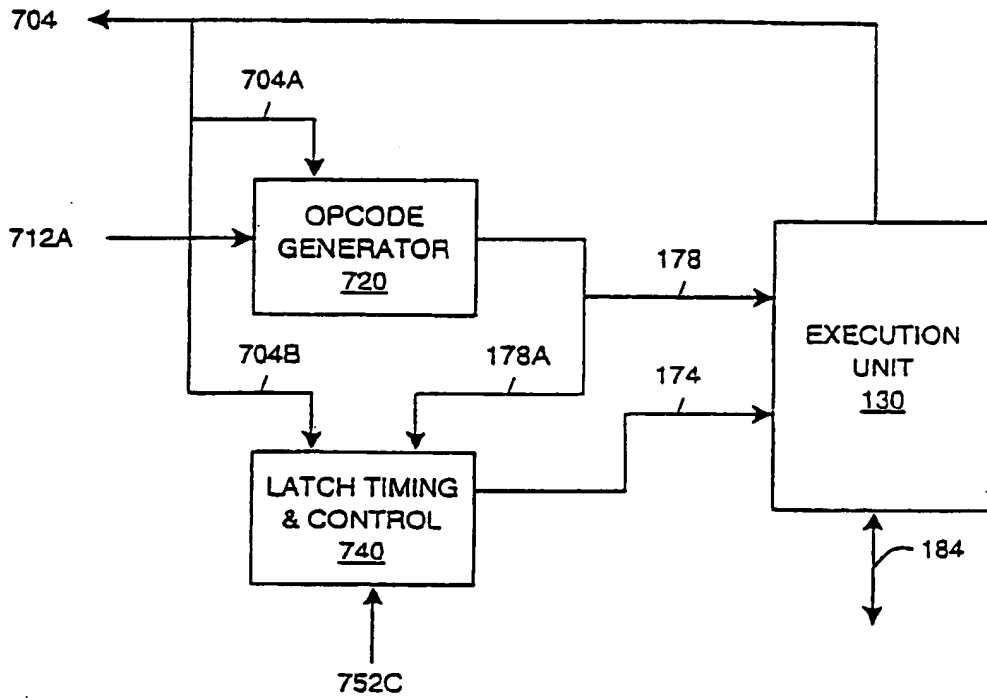 704
704A
OPCODE
GENERATOR
720
712A
178
EXECUTION
UNIT
130
704B
178A
174
LATCH TIMING
& CONTROL
740
184
752C